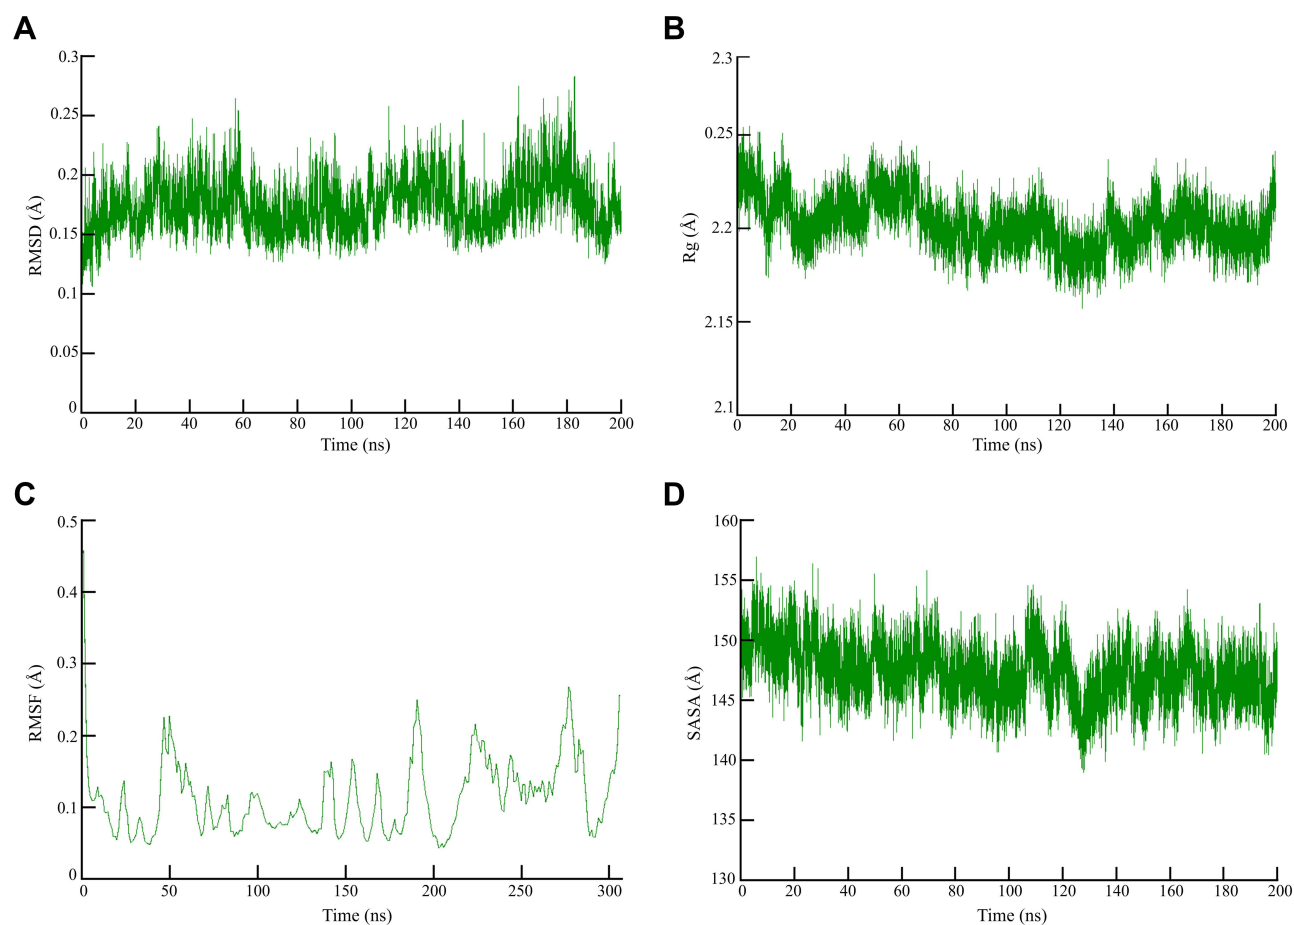 A
0.3
0.25
0.2
0.15
0.1
0.05
0
RMSD (Å)
0 20 40 60 80 100 120 140 160 180 200
Time (ns)
B
2.3
0.25
2.2
2.15
2.1
Rg (Å)
0 20 40 60 80 100 120 140 160 180 200
Time (ns)
C
0.5
0.4
0.3
0.2
0.1
0
RMSF (Å)
0 50 100 150 200 250 300
Time (ns)
D
160
155
150
145
140
135
130
SASA (Å)
0 20 40 60 80 100 120 140 160 180 200
Time (ns)